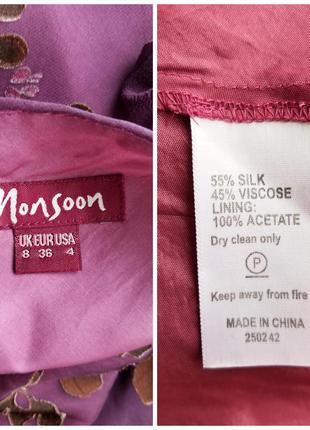 Monsoon
UK EUR USA
8 36 4
55% SILK
45% VISCOSE
LINING:
100% ACETATE
Dry clean only
P
Keep away from fire
MADE IN CHINA
250242